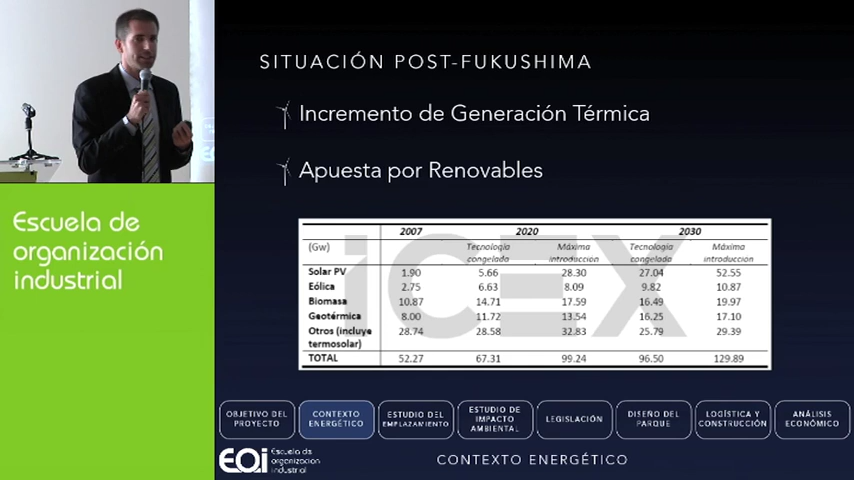 SITUACIÓN POST-FUKUSHIMA
Incremento de Generación Térmica
Apuesta por Renovables
Escuela de
organización
industrial
iCEX
2007 2020 2030
(Gw) Tecnología congelada Máxima introduccion Tecnología congelada Máxima introduccion
Solar PV 1.90 5.66 28.30 27.04 52.55
Eólica 2.75 6.63 8.09 9.82 10.87
Biomasa 10.87 14.71 17.59 16.49 19.97
Geotérmica 8.00 11.72 13.54 16.25 17.10
Otros (incluye termosolar) 28.74 28.58 32.83 25.79 29.39
TOTAL 52.27 67.31 99.24 96.50 129.89
OBJETIVO DEL PROYECTO
CONTEXTO ENERGÉTICO
ESTUDIO DEL EMPLAZAMIENTO
ESTUDIO DE IMPACTO AMBIENTAL
LEGISLACIÓN
DISEÑO DEL PARQUE
LOGÍSTICA Y CONSTRUCCIÓN
ANÁLISIS ECONÓMICO
EOi Escuela de organización industrial
CONTEXTO ENERGÉTICO